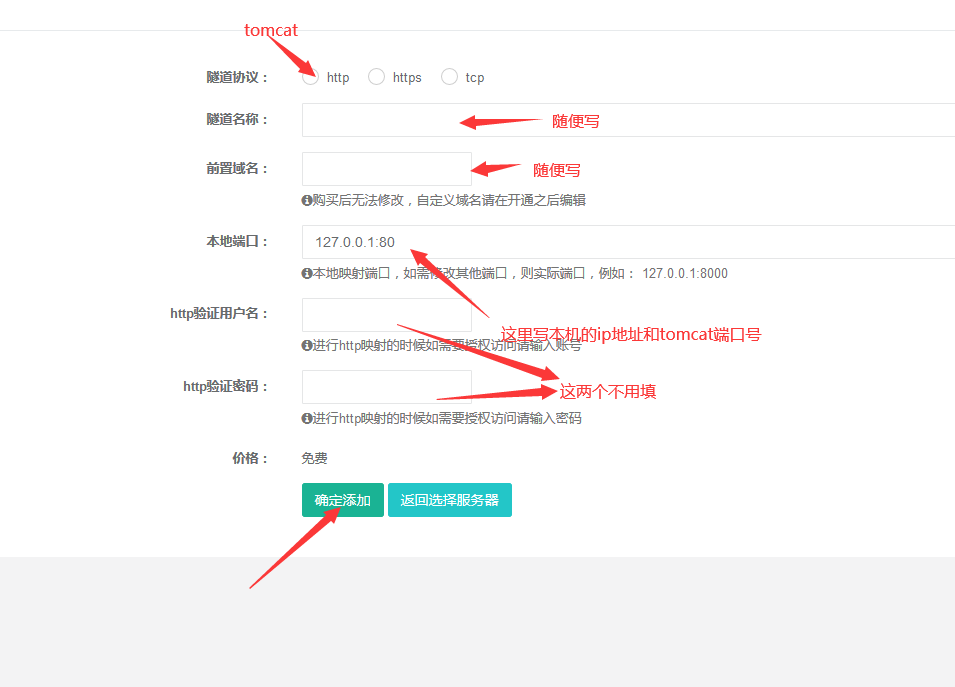 tomcat
隧道协议： http https tcp
隧道名称： 随便写
前置域名： 随便写
购买后无法修改，自定义域名请在开通之后编辑
本地端口： 127.0.0.1:80
本地映射端口，如需修改其他端口，则实际端口，例如： 127.0.0.1:8000
http验证用户名：
这里写本机的ip地址和tomcat端口号
进行http映射的时候如需要授权访问请输入账号
http验证密码： 这两个不用填
进行http映射的时候如需要授权访问请输入密码
价格： 免费
确定添加 返回选择服务器